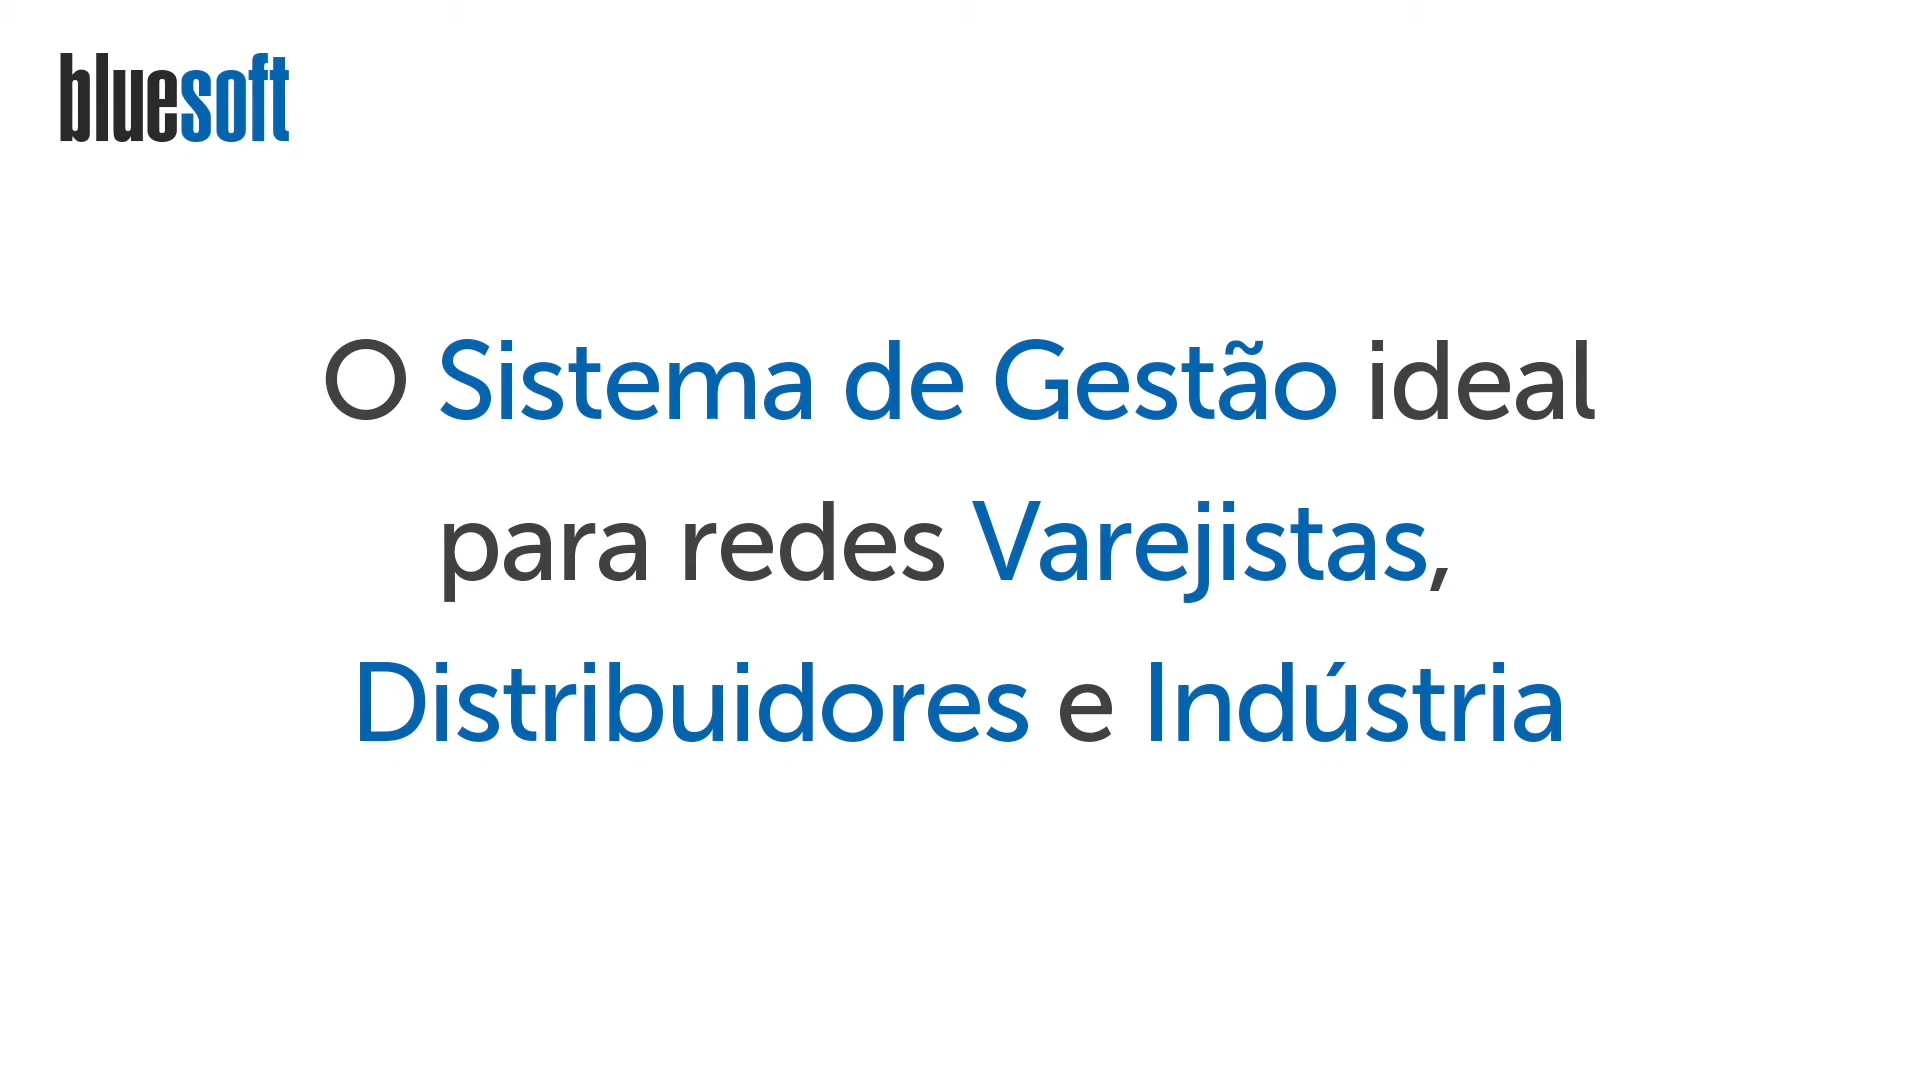 bluesoft
O Sistema de Gestão ideal
para redes Varejistas,
Distribuidores e Indústria